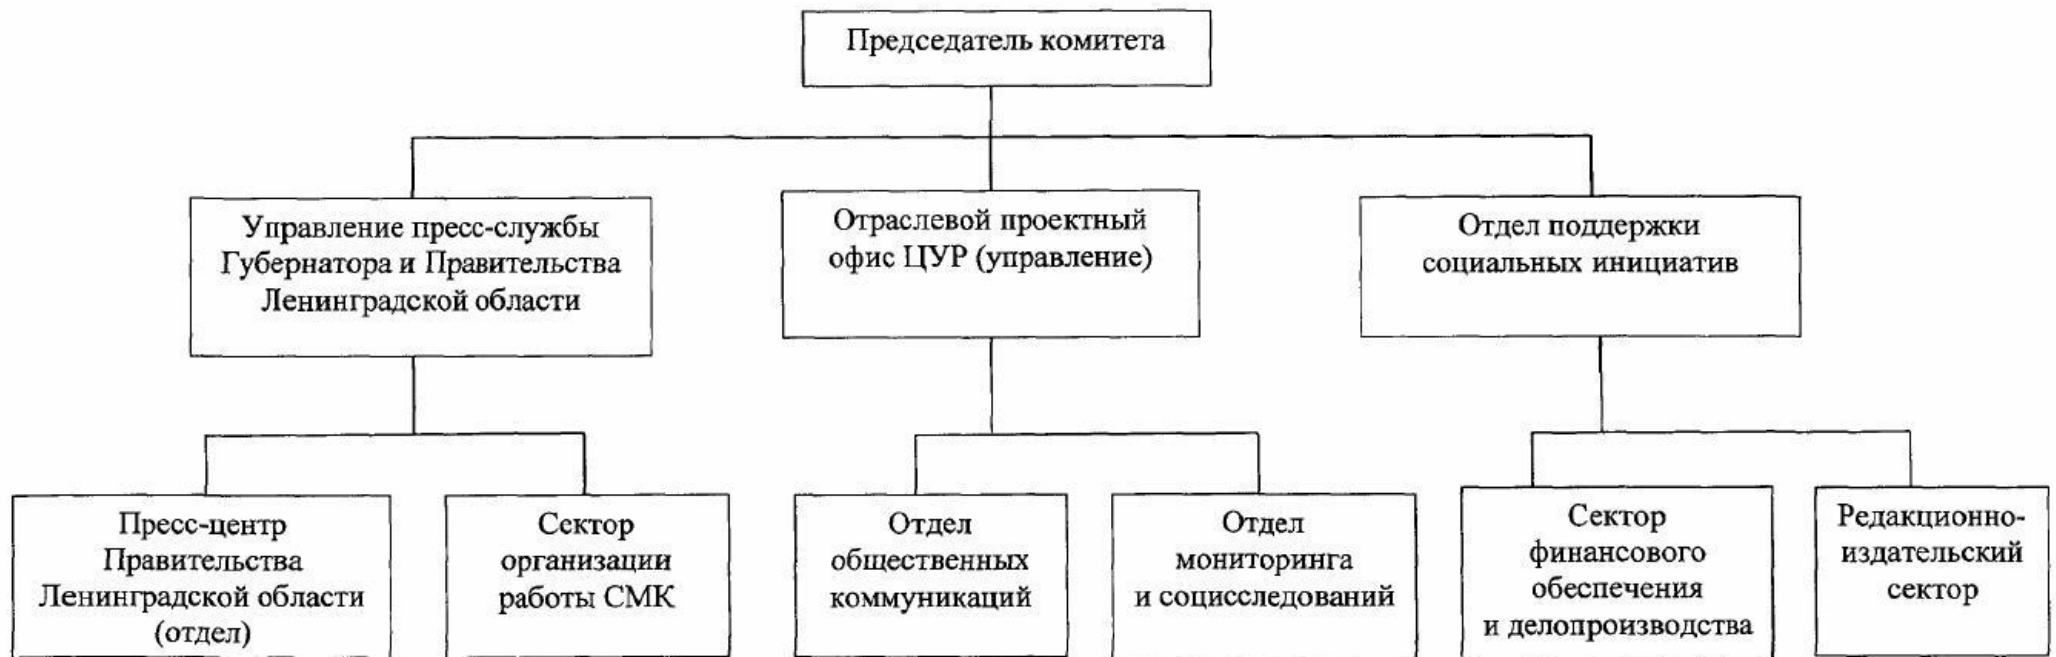 Председатель комитета
Управление пресс-службы
Губернатора и Правительства
Ленинградской области
Отраслевой проектный
офис ЦУР (управление)
Отдел поддержки
социальных инициатив
Пресс-центр
Правительства
Ленинградской области
(отдел)
Сектор
организации
работы СМК
Отдел
общественных
коммуникаций
Отдел
мониторинга
и социсследований
Сектор
финансового
обеспечения
и делопроизводства
Редакционно-
издательский
сектор